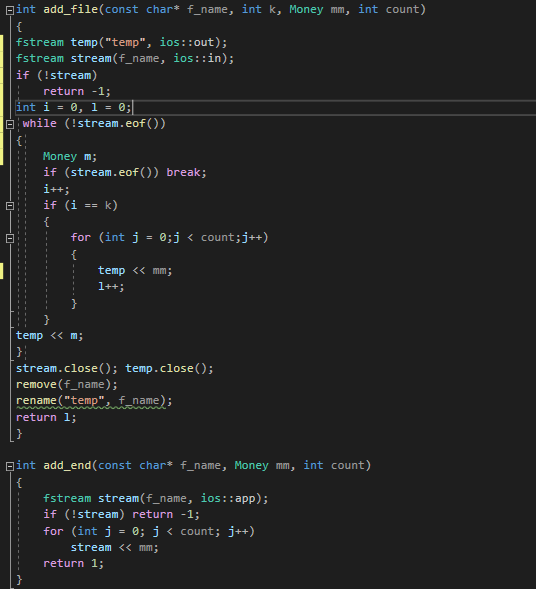 int add_file(const char* f_name, int k, Money mm, int count)
{
fstream temp("temp", ios::out);
fstream stream(f_name, ios::in);
if (!stream)
return -1;
int i = 0, l = 0;
while (!stream.eof())
{
Money m;
if (stream.eof()) break;
i++;
if (i == k)
{
for (int j = 0;j < count;j++)
{
temp << mm;
l++;
}
}
temp << m;
}
stream.close(); temp.close();
remove(f_name);
rename("temp", f_name);
return l;
}
int add_end(const char* f_name, Money mm, int count)
{
fstream stream(f_name, ios::app);
if (!stream) return -1;
for (int j = 0; j < count; j++)
stream << mm;
return 1;
}